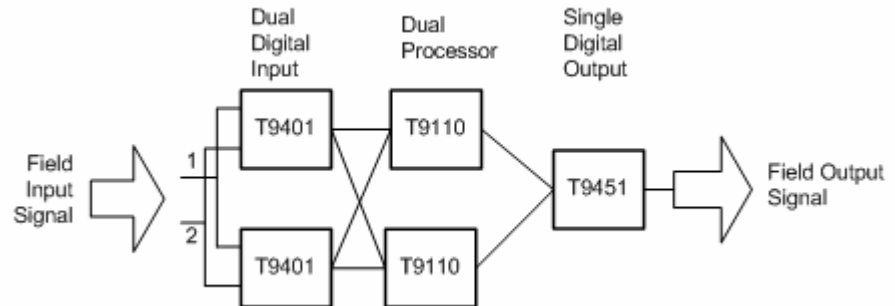 Dual
Digital
Input
Dual
Processor
Single
Digital
Output
T9401
T9110
Field
Input
Signal
1
2
T9451
Field Output
Signal
T9401
T9110